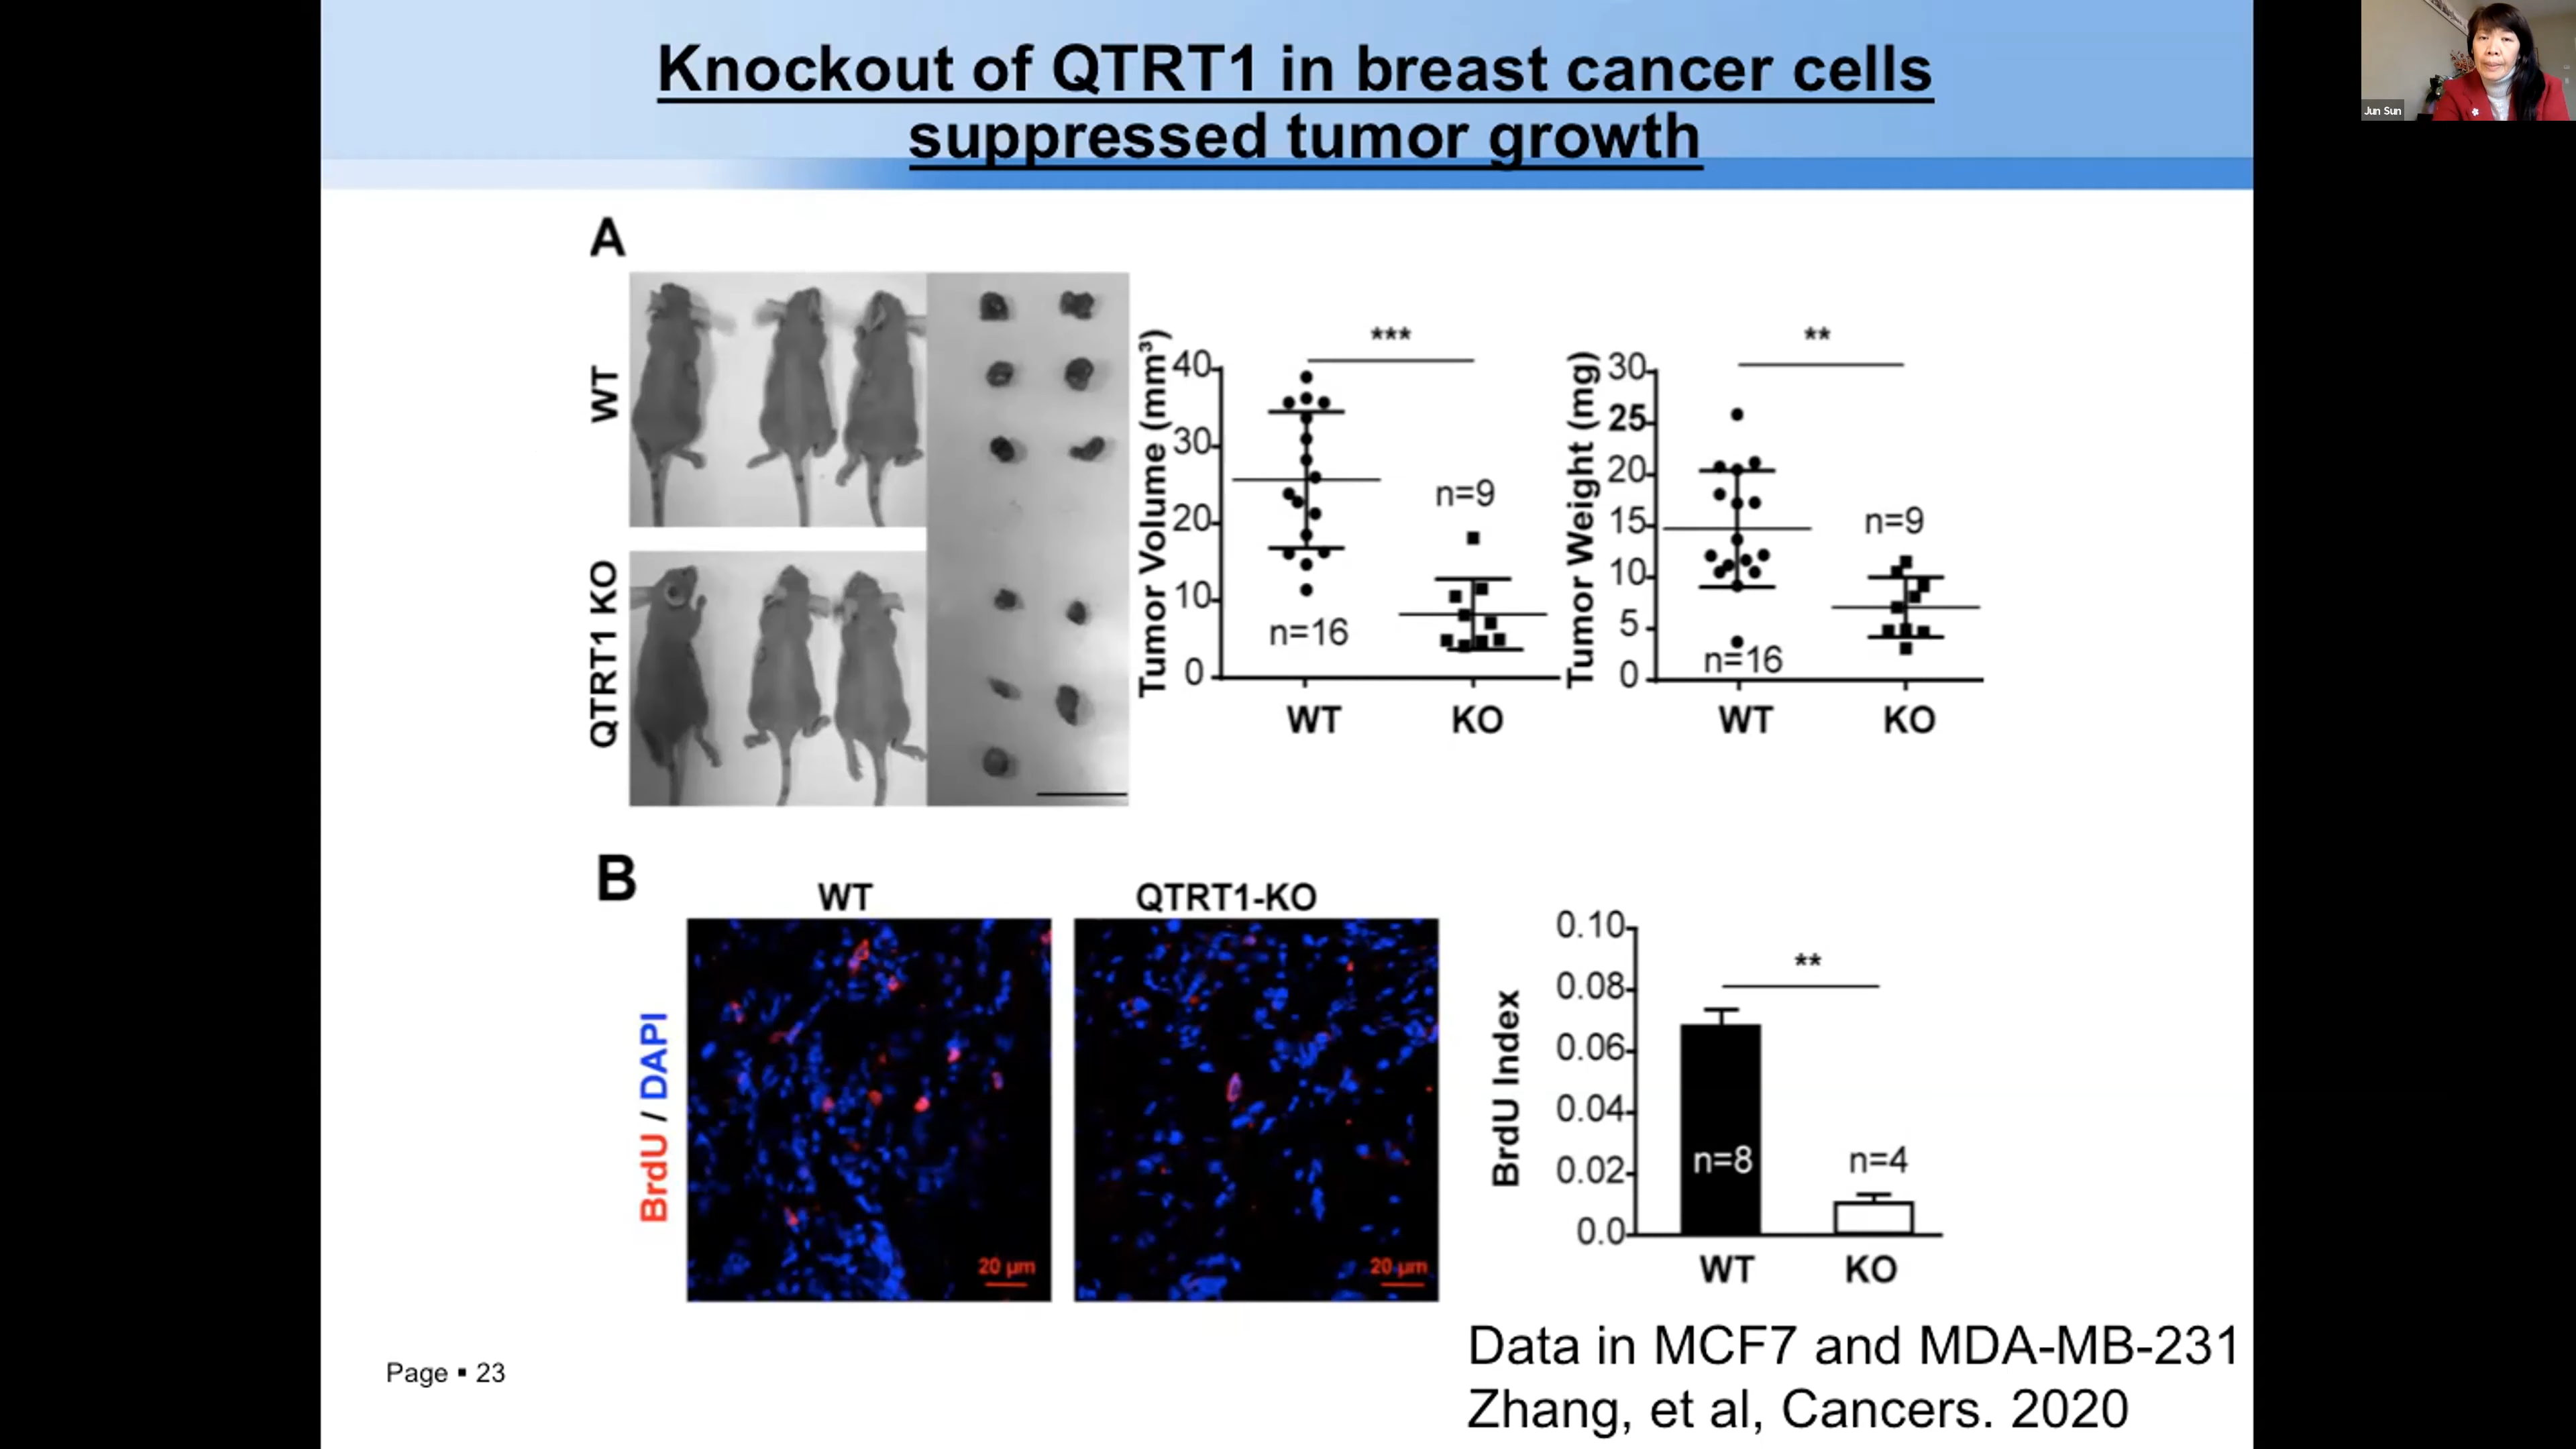 Knockout of QTRT1 in breast cancer cells
suppressed tumor growth
Jun Sun
A
WT
QTRT1 KO
Tumor Volume (mm³)
40
30
20
10
0
***
n=16
n=9
WT
KO
Tumor Weight (mg)
30
25
20
15
10
5
0
**
n=16
n=9
WT
KO
B
WT
QTRT1-KO
BrdU / DAPI
20 µm
20 µm
BrdU Index
0.10
0.08
0.06
0.04
0.02
0.0
**
n=8
n=4
WT
KO
Data in MCF7 and MDA-MB-231
Zhang, et al, Cancers. 2020
Page ▪ 23